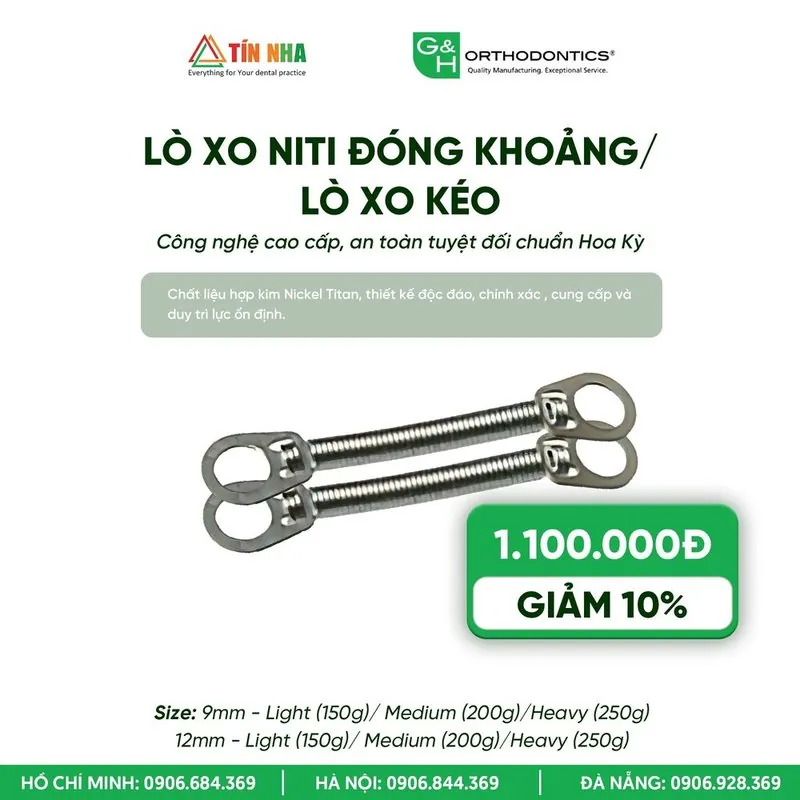 TÍN NHA
Everything for Your dental practice
G&H ORTHODONTICS®
Quality Manufacturing. Exceptional Service.
LÒ XO NITI ĐÓNG KHOẢNG/
LÒ XO KÉO
Công nghệ cao cấp, an toàn tuyệt đối chuẩn Hoa Kỳ
Chất liệu hợp kim Nickel Titan, thiết kế độc đáo, chính xác , cung cấp và
duy trì lực ổn định.
1.100.000Đ
GIẢM 10%
Size: 9mm - Light (150g)/ Medium (200g)/Heavy (250g)
12mm - Light (150g)/ Medium (200g)/Heavy (250g)
HỒ CHÍ MINH: 0906.684.369
HÀ NỘI: 0906.844.369
ĐÀ NẴNG: 0906.928.369